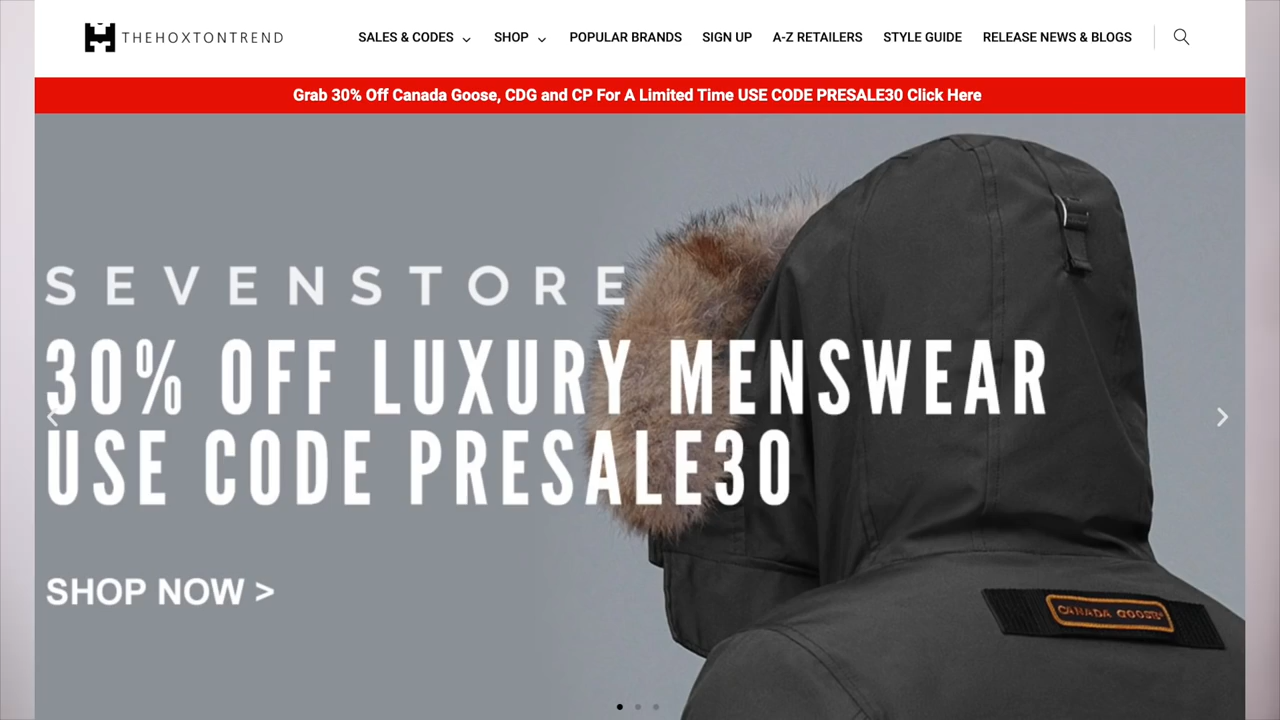 THEHOXTONTREND
SALES & CODES
SHOP
POPULAR BRANDS
SIGN UP
A-Z RETAILERS
STYLE GUIDE
RELEASE NEWS & BLOGS
Grab 30% Off Canada Goose, CDG and CP For A Limited Time USE CODE PRESALE30 Click Here
SEVENSTORE
30% OFF LUXURY MENSWEAR
USE CODE PRESALE30
SHOP NOW >
CANADA GOOSE